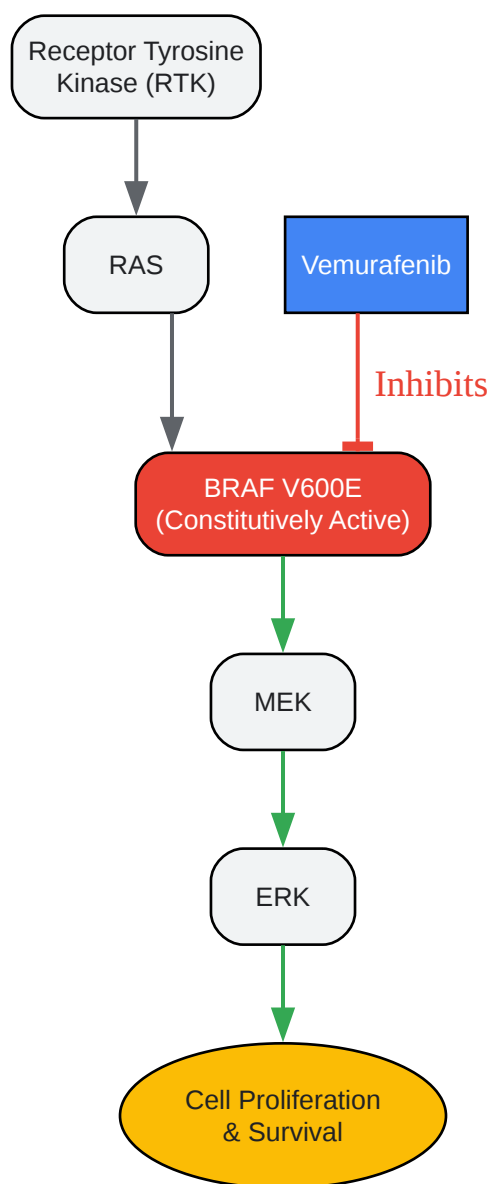 Receptor Tyrosine
Kinase (RTK)
RAS
Vemurafenib
Inhibits
BRAF V600E
(Constitutively Active)
MEK
ERK
Cell Proliferation
& Survival